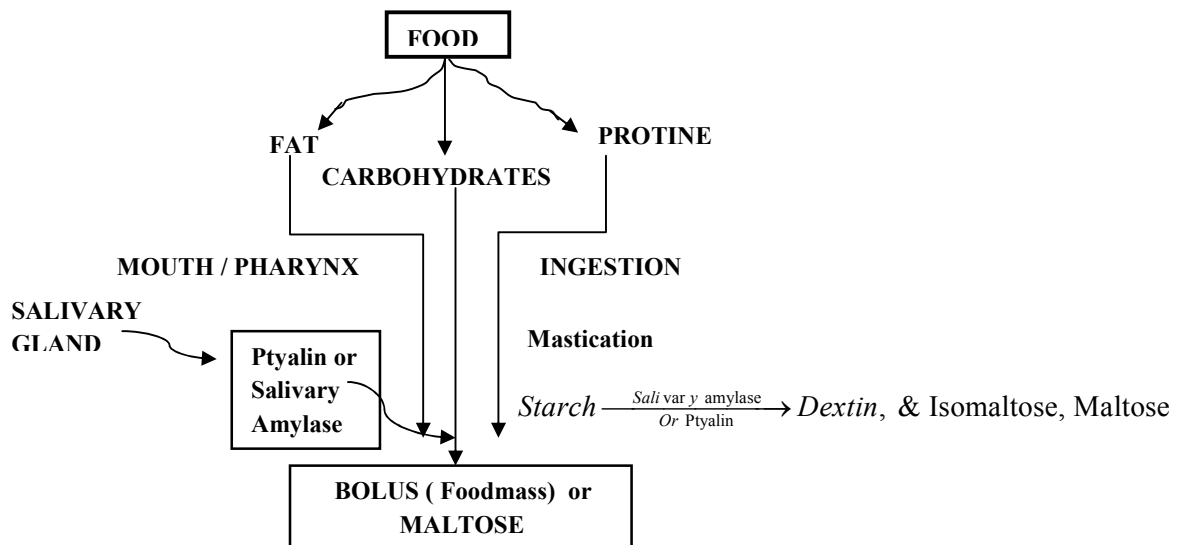 FOOD
FAT
PROTINE
CARBOHYDRATES
MOUTH / PHARYNX
INGESTION
SALIVARY
GLAND
Mastication
Ptyalin or
Salivary
Amylase
Starch Salivary amylase Or Ptyalin → Dextin, & Isomaltose, Maltose
BOLUS ( Foodmass) or
MALTOSE